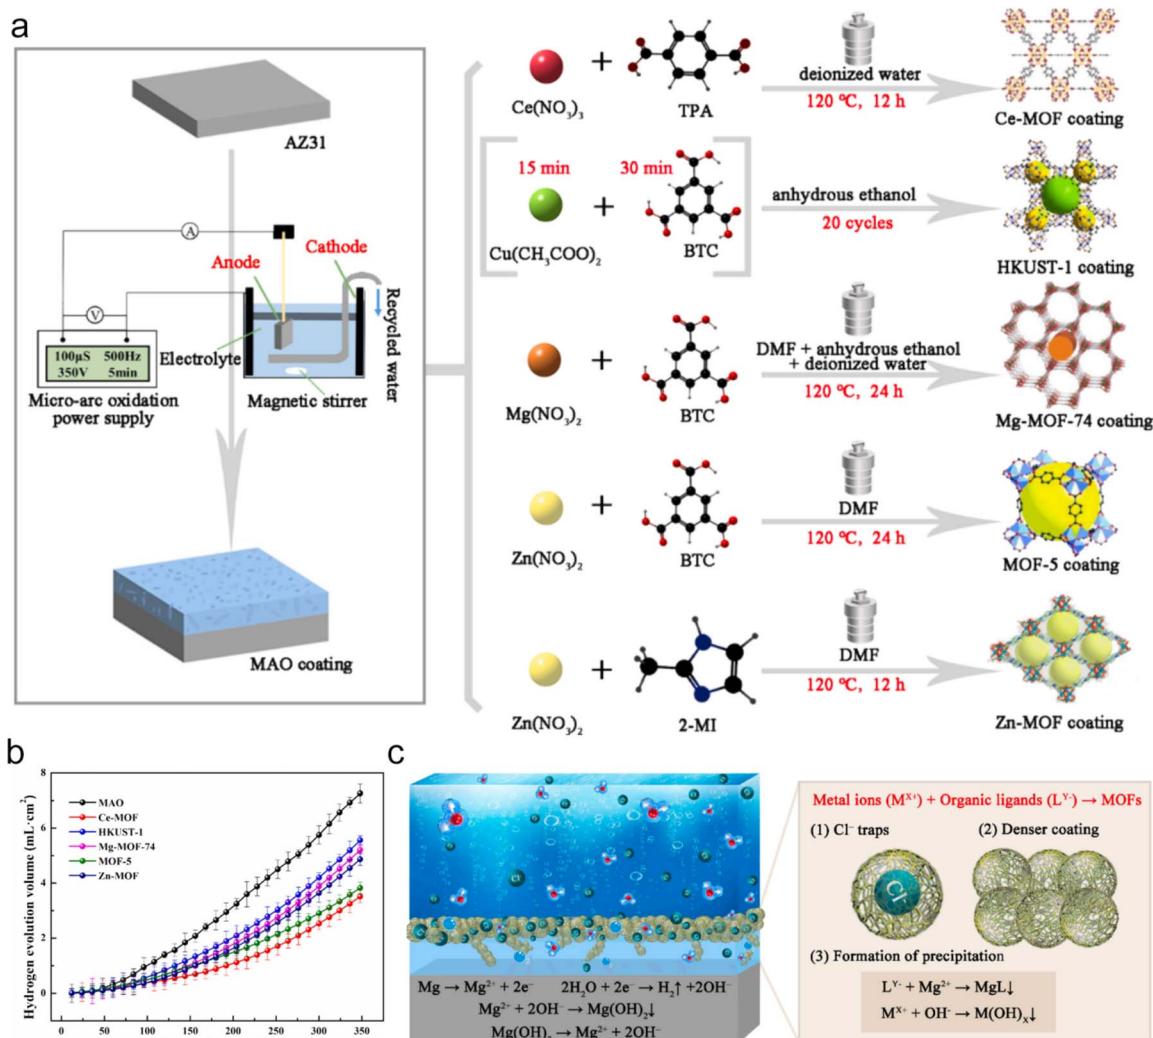 a
AZ31
A
Cathode
Anode
V
Recycled water
100μS 500Hz
350V 5min
Electrolyte
Micro-arc oxidation
power supply
Magnetic stirrer
MAO coating
Ce(NO₃)₃
+
TPA
deionized water
120 ℃, 12 h
Ce-MOF coating
15 min
30 min
Cu(CH₃COO)₂
+
BTC
anhydrous ethanol
20 cycles
HKUST-1 coating
Mg(NO₃)₂
+
BTC
DMF + anhydrous ethanol
+ deionized water
120 ℃, 24 h
Mg-MOF-74 coating
Zn(NO₃)₂
+
BTC
DMF
120 ℃, 24 h
MOF-5 coating
Zn(NO₃)₂
+
2-MI
DMF
120 ℃, 12 h
Zn-MOF coating
b
Hydrogen evolution volume (mL·cm²)
8
6
4
2
0
MAO
Ce-MOF
HKUST-1
Mg-MOF-74
MOF-5
Zn-MOF
0 50 100 150 200 250 300 350
c
Mg → Mg²⁺ + 2e⁻ 2H₂O + 2e⁻ → H₂↑ +2OH⁻
Mg²⁺ + 2OH⁻ → Mg(OH)₂↓
Mg(OH)₂ → Mg²⁺ + 2OH⁻
Metal ions (Mˣ⁺) + Organic ligands (Lʸ⁻) → MOFs
(1) Cl⁻ traps
(2) Denser coating
Cl⁻
(3) Formation of precipitation
Lʸ⁻ + Mg²⁺ → MgL↓
Mˣ⁺ + OH⁻ → M(OH)ₓ↓